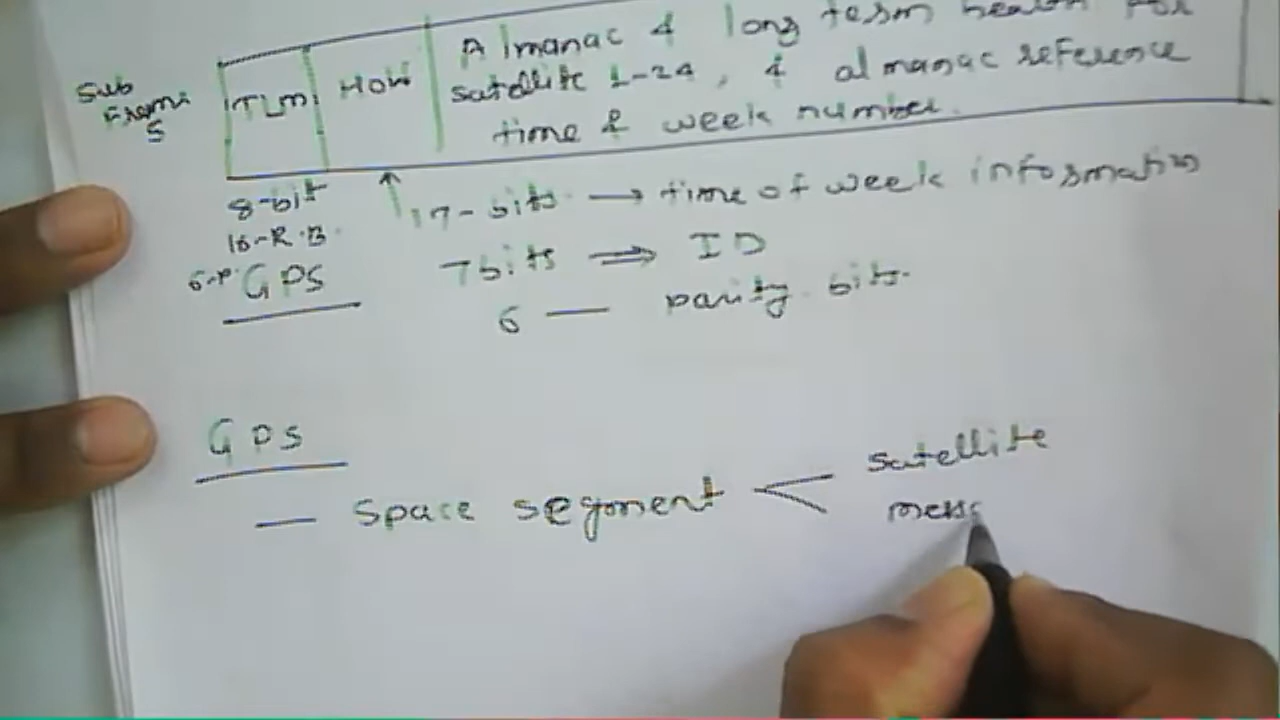 Almanac & long term health for
Sub TLM HOW satellite 1-24, & almanac reference
Frame
5 time & week number.
8-bit 17-bits → time of week information
16-R.B.
6-P. GPS 7bits ⇒ ID
6 — parity bits.
GPS
— Space segment < satellite
mess